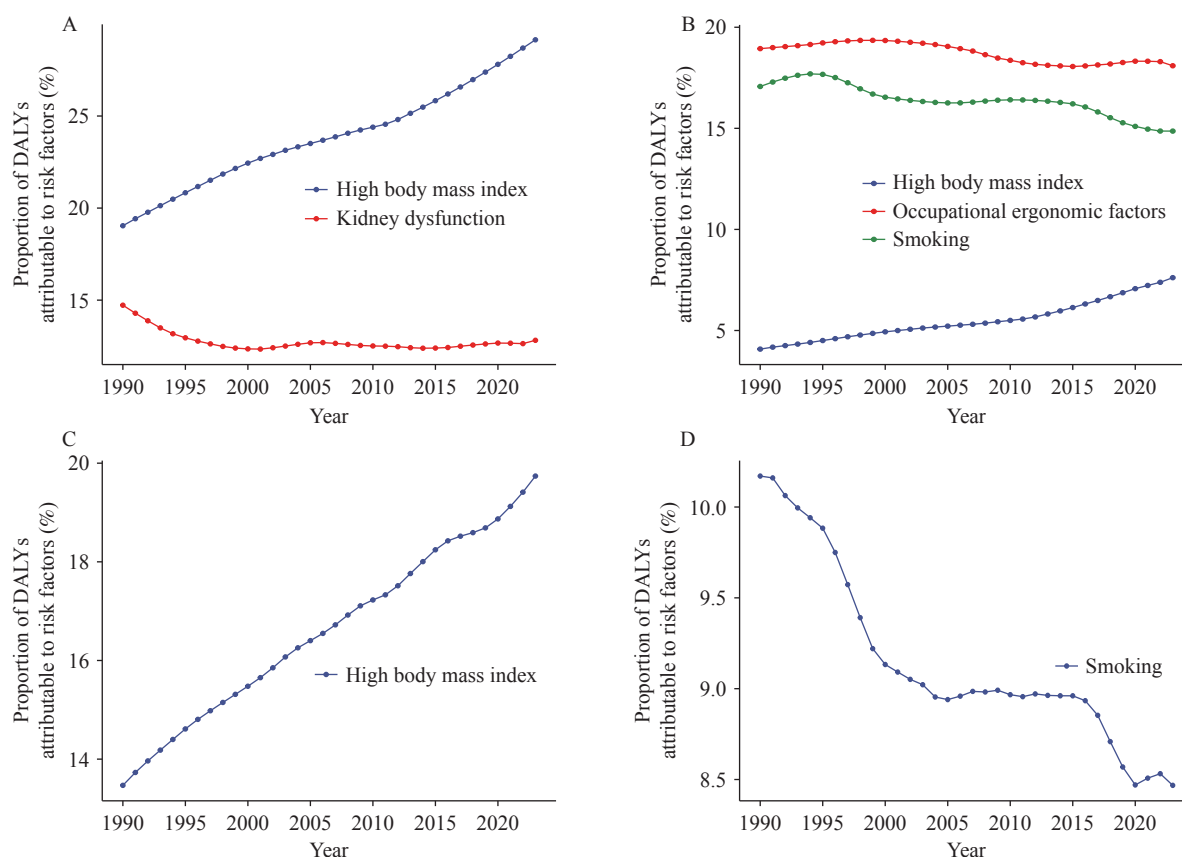 A
Proportion of DALYs
attributable to risk factors (%)
25
20
15
1990 1995 2000 2005 2010 2015 2020
Year
High body mass index
Kidney dysfunction
B
Proportion of DALYs
attributable to risk factors (%)
20
15
10
5
1990 1995 2000 2005 2010 2015 2020
Year
High body mass index
Occupational ergonomic factors
Smoking
C
Proportion of DALYs
attributable to risk factors (%)
20
18
16
14
1990 1995 2000 2005 2010 2015 2020
Year
High body mass index
D
Proportion of DALYs
attributable to risk factors (%)
10.0
9.5
9.0
8.5
1990 1995 2000 2005 2010 2015 2020
Year
Smoking